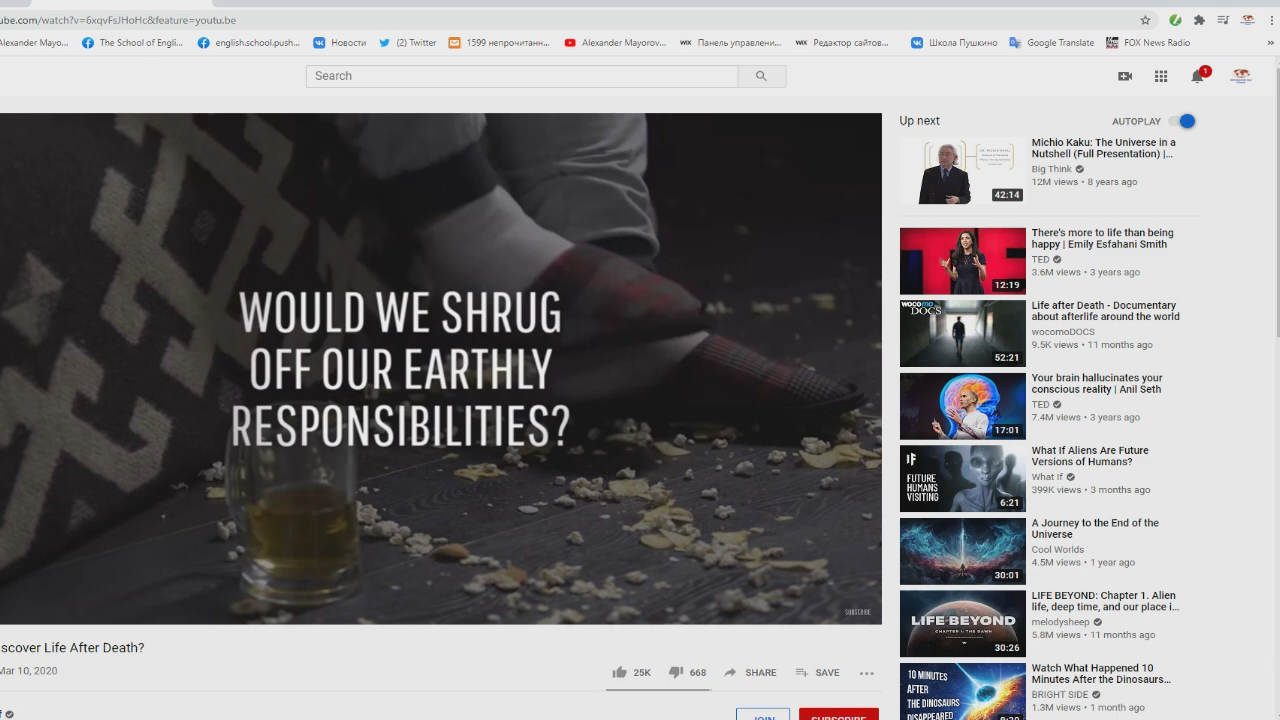 ube.com/watch?v=6xqvFsJHoHc&feature=youtu.be
Alexander Mayo...
The School of Engli...
english.school.push...
Новости
(2) Twitter
Alexander Mayorov...
Панель управлени...
Редактор сайтов...
Школа Пушкино
Google Translate
FOX News Radio
»
Search
1
WOULD WE SHRUG
OFF OUR EARTHLY
RESPONSIBILITIES?
SUBSCRIBE
scover Life After Death?
Mar 10, 2020
25K
668
SHARE
SAVE
JOIN
SUBSCRIBE
Up next
AUTOPLAY
42:14
Michio Kaku: The Universe in a
Nutshell (Full Presentation) |...
Big Think
12M views • 8 years ago
12:19
There's more to life than being
happy | Emily Esfahani Smith
TED
3.6M views • 3 years ago
wocomo
DOCS
52:21
Life after Death - Documentary
about afterlife around the world
wocomoDOCS
9.5K views • 11 months ago
17:01
Your brain hallucinates your
conscious reality | Anil Seth
TED
7.4M views • 3 years ago
IF
FUTURE
HUMANS
VISITING
6:21
What If Aliens Are Future
Versions of Humans?
What If
399K views • 3 months ago
30:01
A Journey to the End of the
Universe
Cool Worlds
4.5M views • 1 year ago
LIFE BEYOND
CHAPTER 1: THE DAWN
30:26
LIFE BEYOND: Chapter 1. Alien
life, deep time, and our place i...
melodysheep
5.8M views • 11 months ago
10 MINUTES
AFTER
THE DINOSAURS
DISAPPEARED
Watch What Happened 10
Minutes After the Dinosaurs...
BRIGHT SIDE
1.3M views • 1 month ago